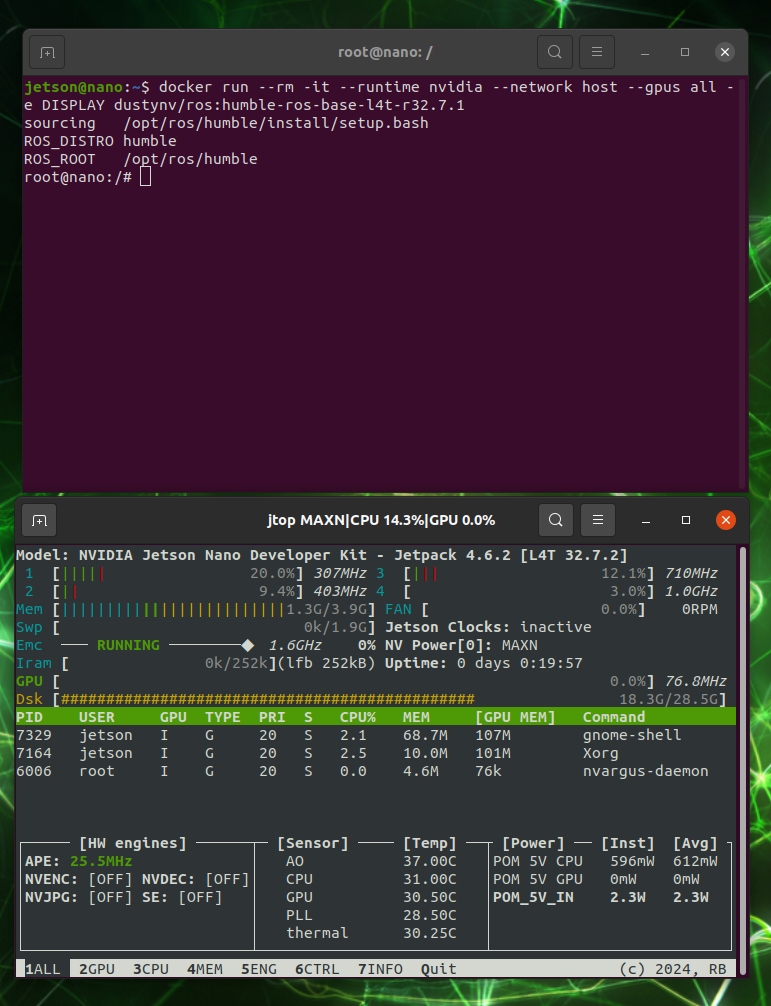 root@nano: /
jetson@nano:~$ docker run --rm -it --runtime nvidia --network host --gpus all -
e DISPLAY dustynv/ros:humble-ros-base-l4t-r32.7.1
sourcing   /opt/ros/humble/install/setup.bash
ROS_DISTRO humble
ROS_ROOT   /opt/ros/humble
root@nano:/#
jtop MAXN|CPU 14.3%|GPU 0.0%
Model: NVIDIA Jetson Nano Developer Kit - Jetpack 4.6.2 [L4T 32.7.2]
1 [||||| 20.0%] 307MHz 3 [||| 12.1%] 710MHz
2 [|| 9.4%] 403MHz 4 [ 3.0%] 1.0GHz
Mem [|||||||||||||||||||||||||1.3G/3.9G] FAN [ 0.0%] 0RPM
Swp [ 0k/1.9G] Jetson Clocks: inactive
Emc RUNNING 1.6GHz 0% NV Power[0]: MAXN
Iram [ 0k/252k](lfb 252kB) Uptime: 0 days 0:19:57
GPU [ 0.0%] 76.8MHz
Dsk [############################################## 18.3G/28.5G]
PID USER GPU TYPE PRI S CPU% MEM [GPU MEM] Command
7329 jetson I G 20 S 2.1 68.7M 107M gnome-shell
7164 jetson I G 20 S 2.5 10.0M 101M Xorg
6006 root I G 20 S 0.0 4.6M 76k nvargus-daemon
[HW engines] [Sensor] [Temp] [Power] [Inst] [Avg]
APE: 25.5MHz AO 37.00C POM 5V CPU 596mW 612mW
NVENC: [OFF] NVDEC: [OFF] CPU 31.00C POM 5V GPU 0mW 0mW
NVJPG: [OFF] SE: [OFF] GPU 30.50C POM_5V_IN 2.3W 2.3W
PLL 28.50C
thermal 30.25C
1ALL 2GPU 3CPU 4MEM 5ENG 6CTRL 7INFO Quit (c) 2024, RB